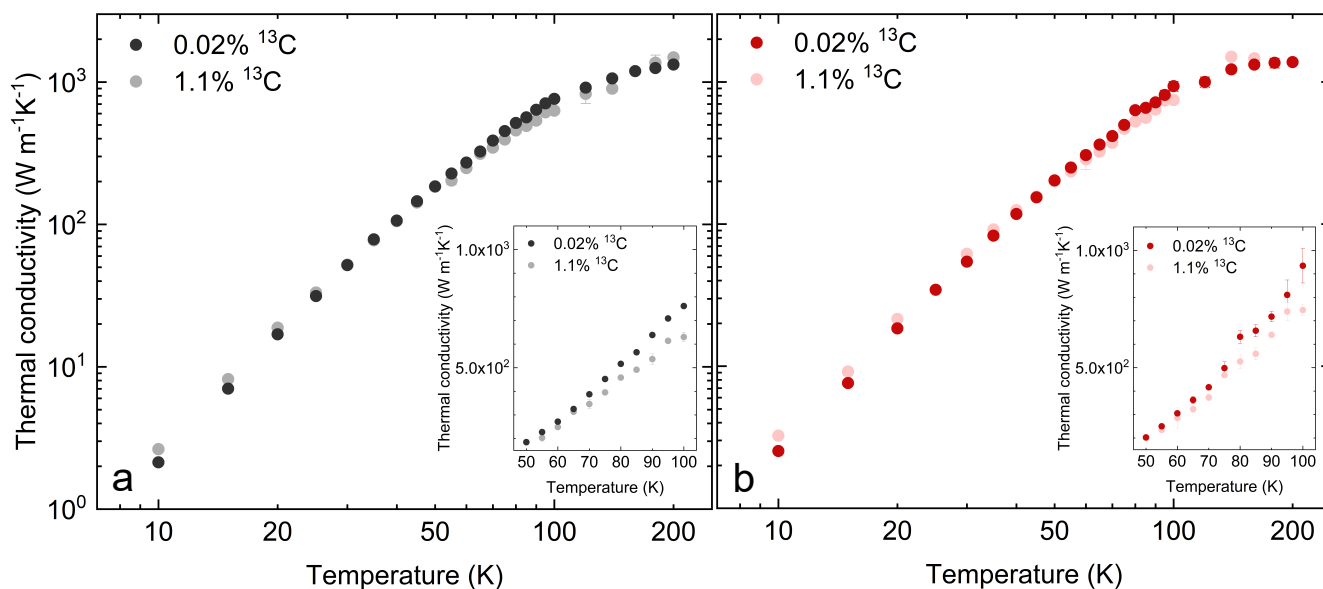 a
0.02% ¹³C
1.1% ¹³C
Thermal conductivity (W m⁻¹K⁻¹)
10³
10²
10¹
10⁰
10
20
50
100
200
Temperature (K)
0.02% ¹³C
1.1% ¹³C
Thermal conductivity (W m⁻¹K⁻¹)
1.0x10³
5.0x10²
50
60
70
80
90
100
Temperature (K)
b
0.02% ¹³C
1.1% ¹³C
10
20
50
100
200
Temperature (K)
0.02% ¹³C
1.1% ¹³C
Thermal conductivity (W m⁻¹K⁻¹)
1.0x10³
5.0x10²
50
60
70
80
90
100
Temperature (K)